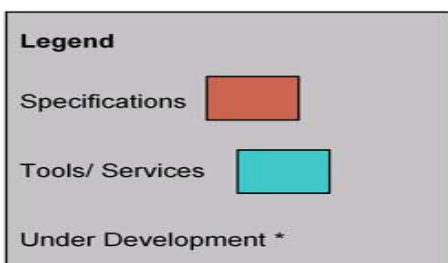 Legend
Specifications
Tools/ Services
Under Development *